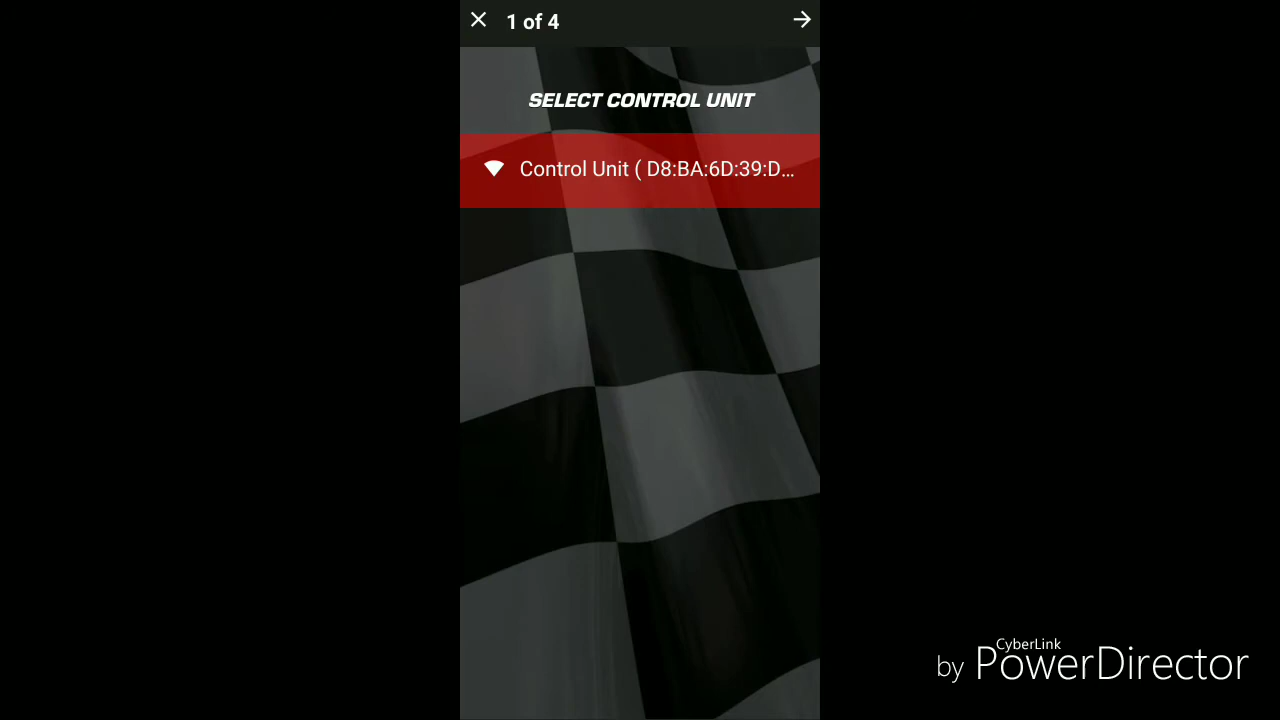 1 of 4
SELECT CONTROL UNIT
Control Unit ( D8:BA:6D:39:D...
CyberLink
by PowerDirector